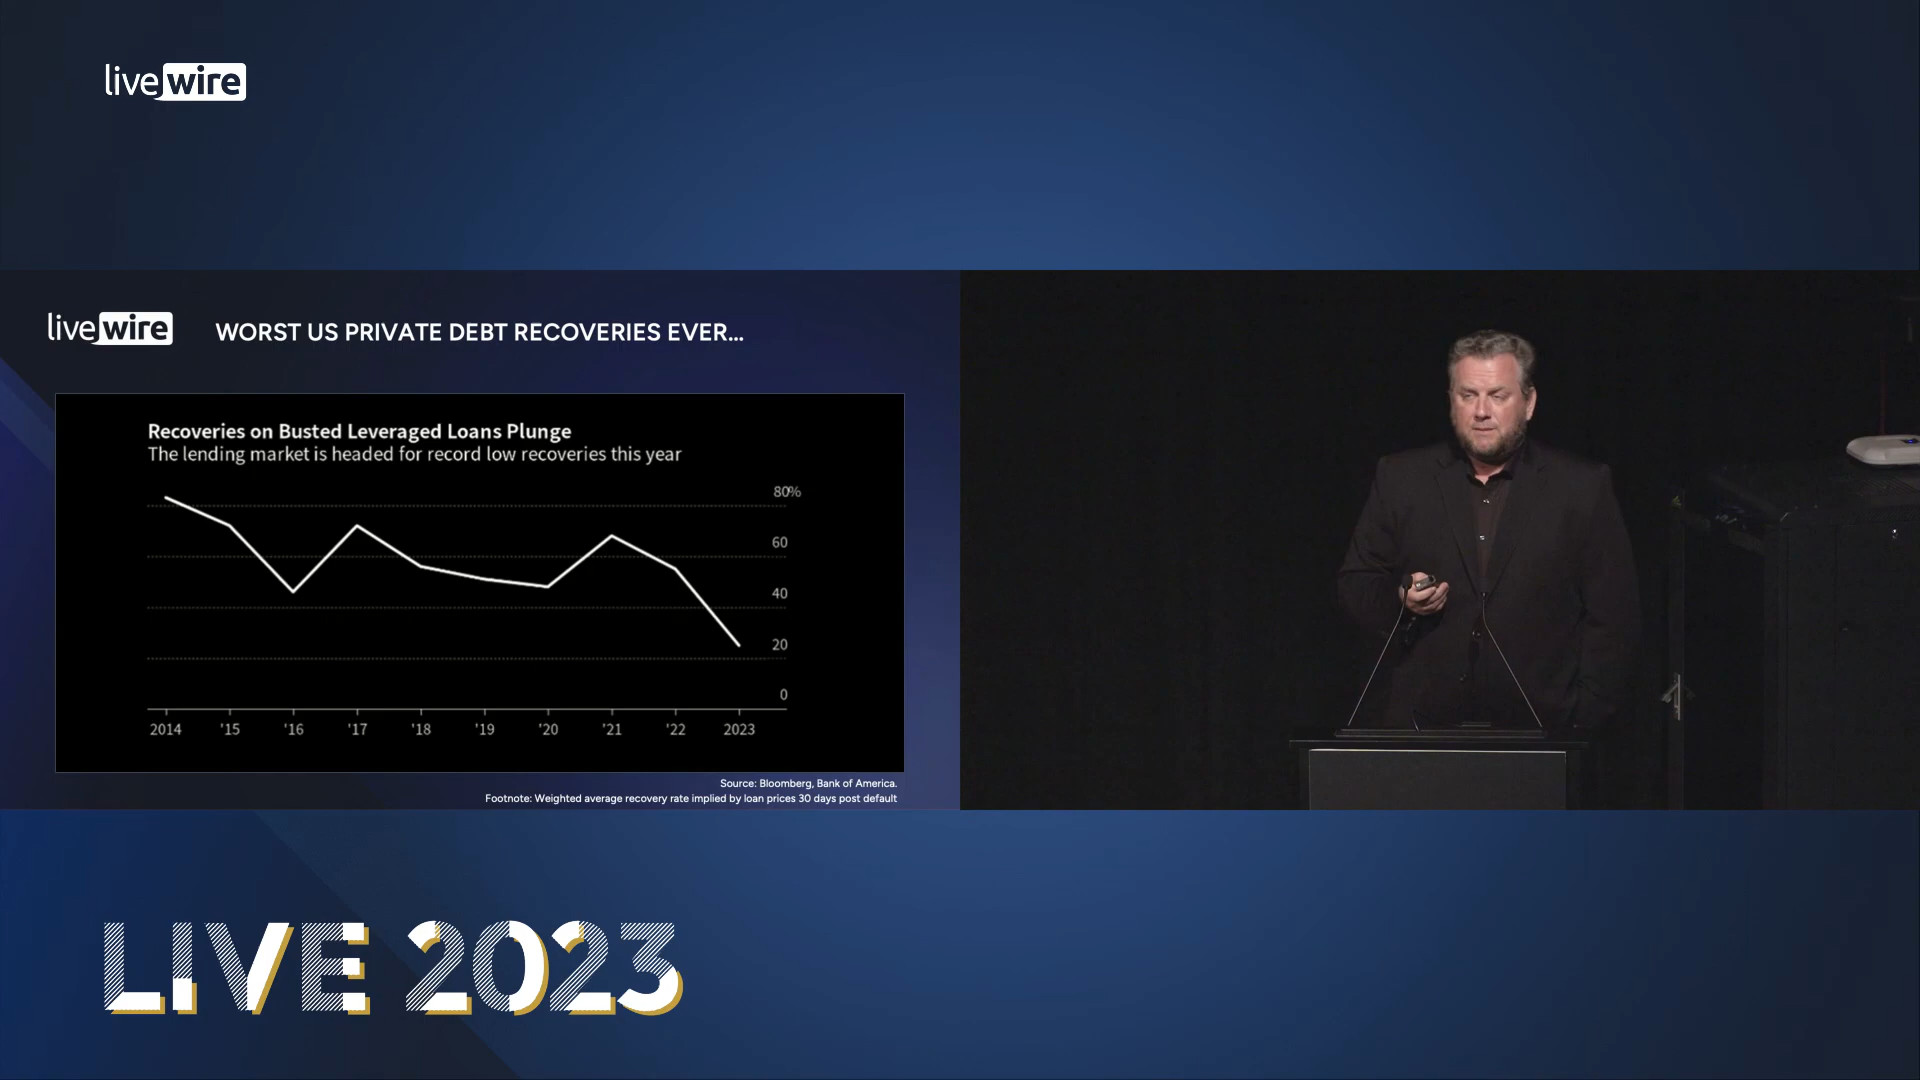 livewire
livewire
WORST US PRIVATE DEBT RECOVERIES EVER...
Recoveries on Busted Leveraged Loans Plunge
The lending market is headed for record low recoveries this year
80%
60
40
20
0
2014 '15 '16 '17 '18 '19 '20 '21 '22 2023
Source: Bloomberg, Bank of America.
Footnote: Weighted average recovery rate implied by loan prices 30 days post default
LIVE 2023